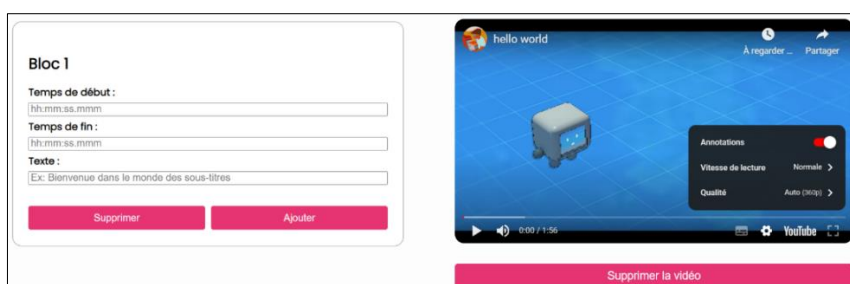 Bloc 1
Temps de début :
hh:mm:ss.mmm
Temps de fin :
hh:mm:ss.mmm
Texte :
Ex: Bienvenue dans le monde des sous-titres
Supprimer Ajouter
hello world
À regarder ... Partager
Annotations
Vitesse de lecture Normale
Qualité Auto (360p)
0:00 / 1:56 YouTube
Supprimer la vidéo